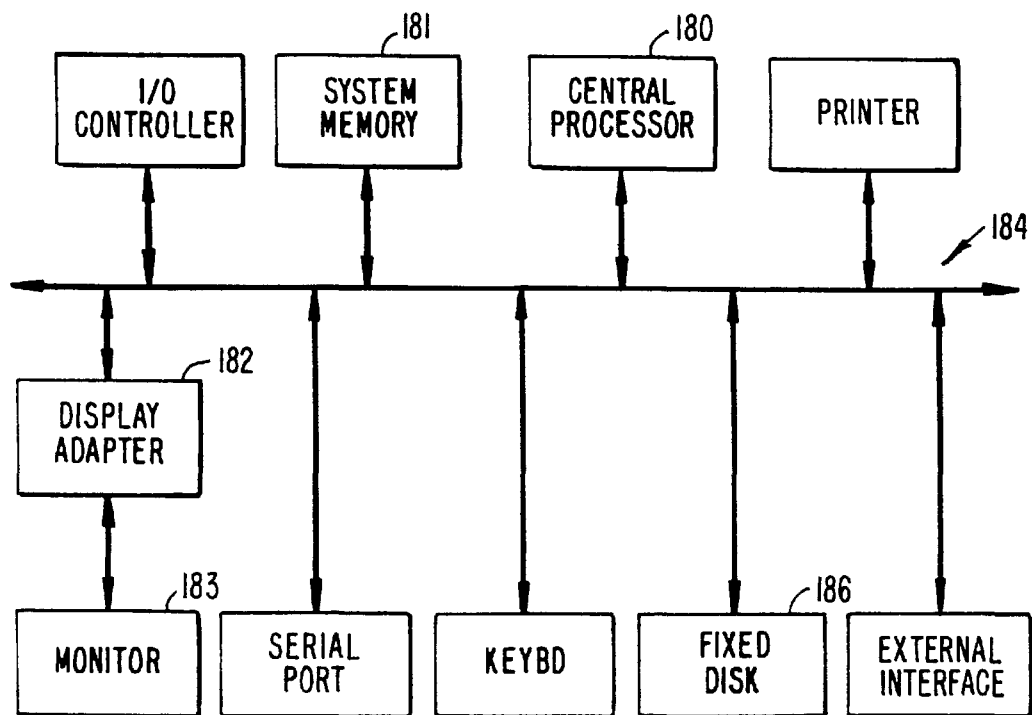 181
180
I/O
CONTROLLER
SYSTEM
MEMORY
CENTRAL
PROCESSOR
PRINTER
184
182
DISPLAY
ADAPTER
183
186
MONITOR
SERIAL
PORT
KEYBD
FIXED
DISK
EXTERNAL
INTERFACE